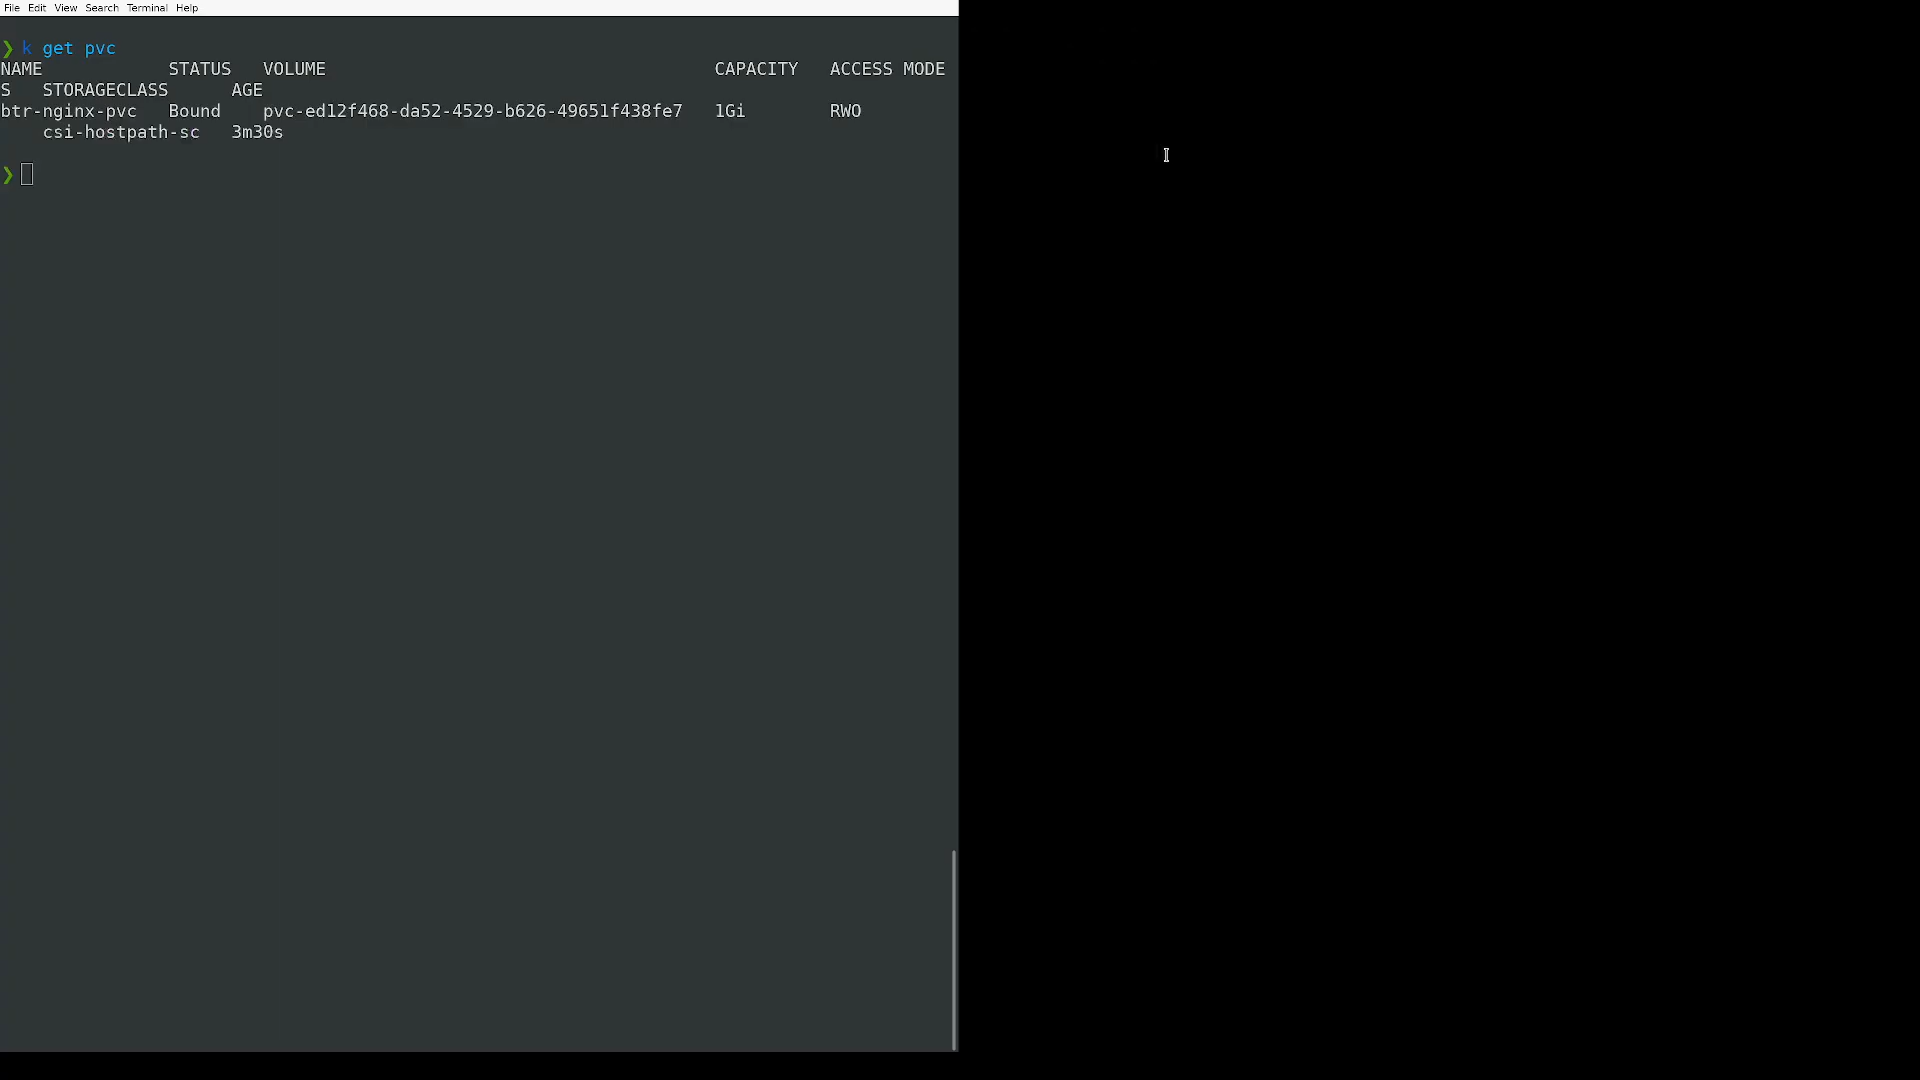 File Edit View Search Terminal Help
❯ k get pvc
NAME            STATUS   VOLUME                                     CAPACITY   ACCESS MODE
S   STORAGECLASS      AGE
btr-nginx-pvc   Bound    pvc-ed12f468-da52-4529-b626-49651f438fe7   1Gi        RWO
    csi-hostpath-sc   3m30s
❯